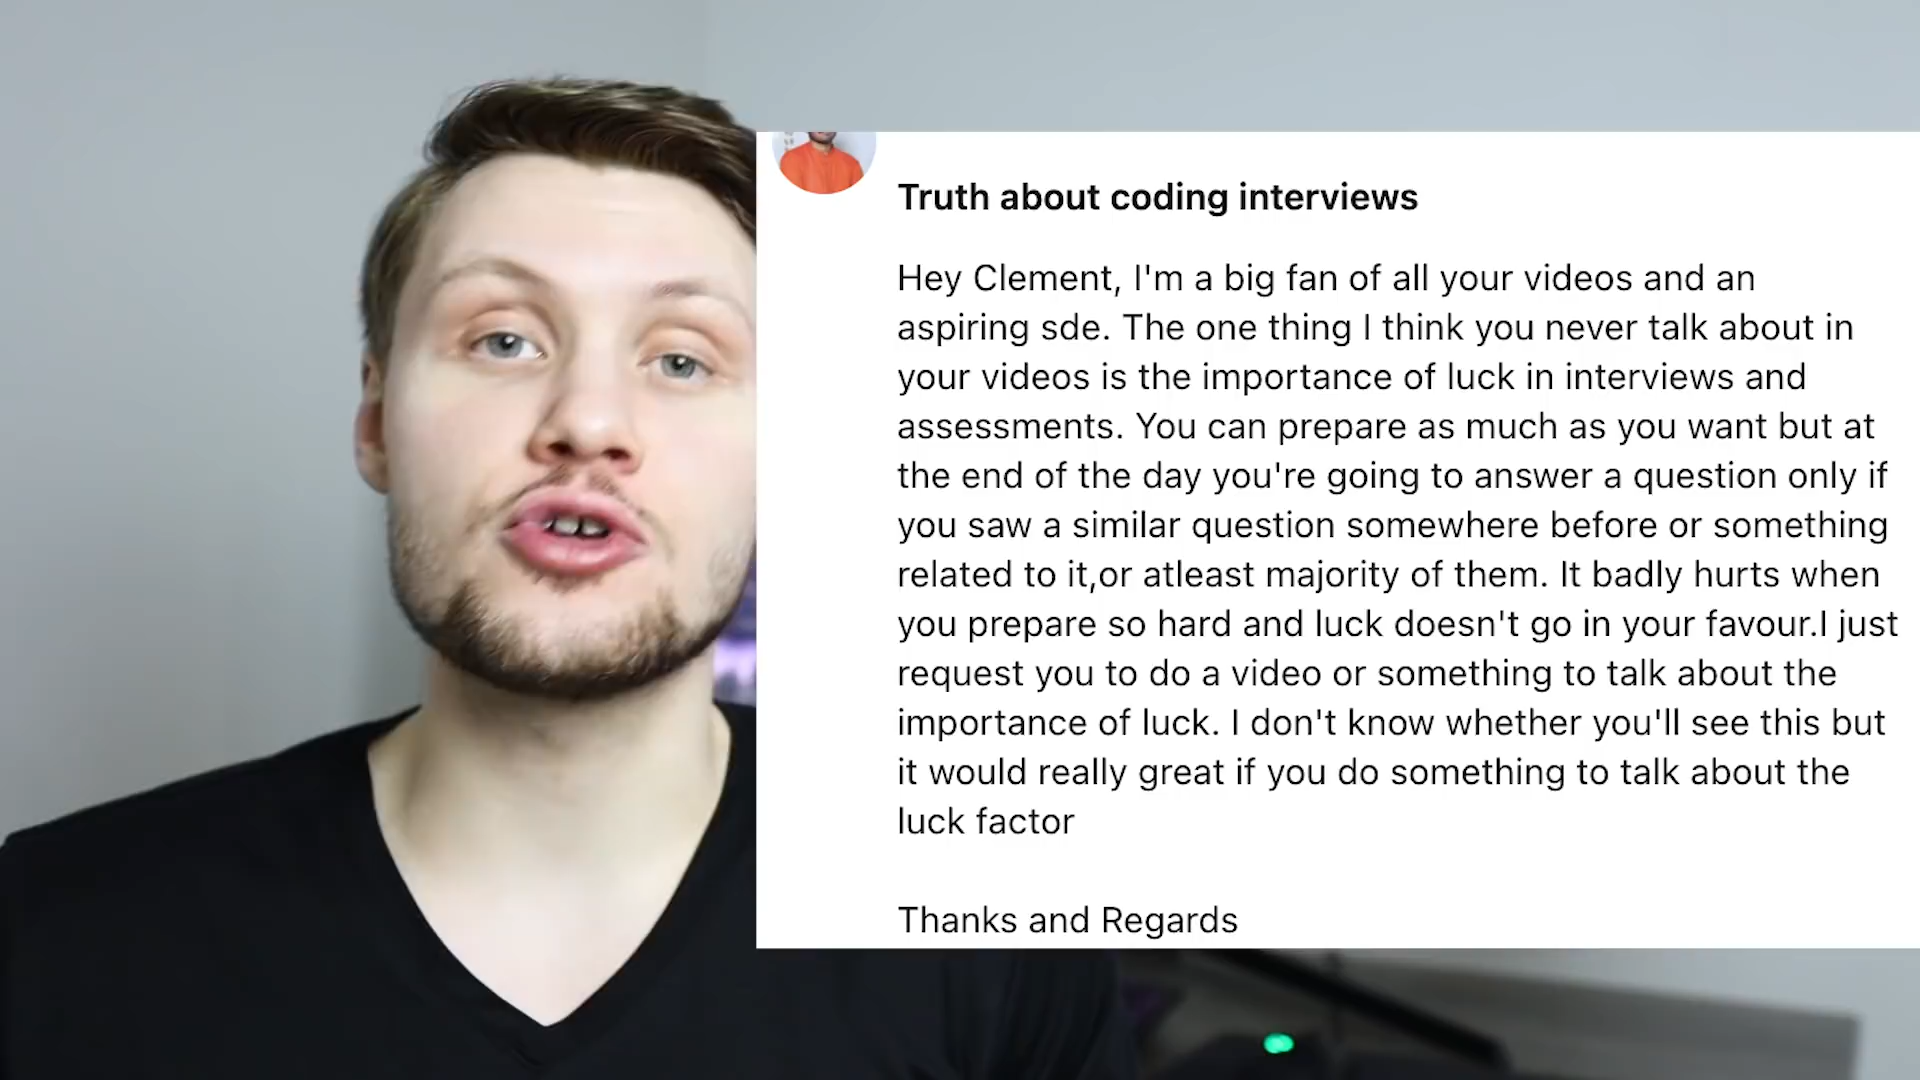 Truth about coding interviews
Hey Clement, I'm a big fan of all your videos and an
aspiring sde. The one thing I think you never talk about in
your videos is the importance of luck in interviews and
assessments. You can prepare as much as you want but at
the end of the day you're going to answer a question only if
you saw a similar question somewhere before or something
related to it,or atleast majority of them. It badly hurts when
you prepare so hard and luck doesn't go in your favour.I just
request you to do a video or something to talk about the
importance of luck. I don't know whether you'll see this but
it would really great if you do something to talk about the
luck factor
Thanks and Regards